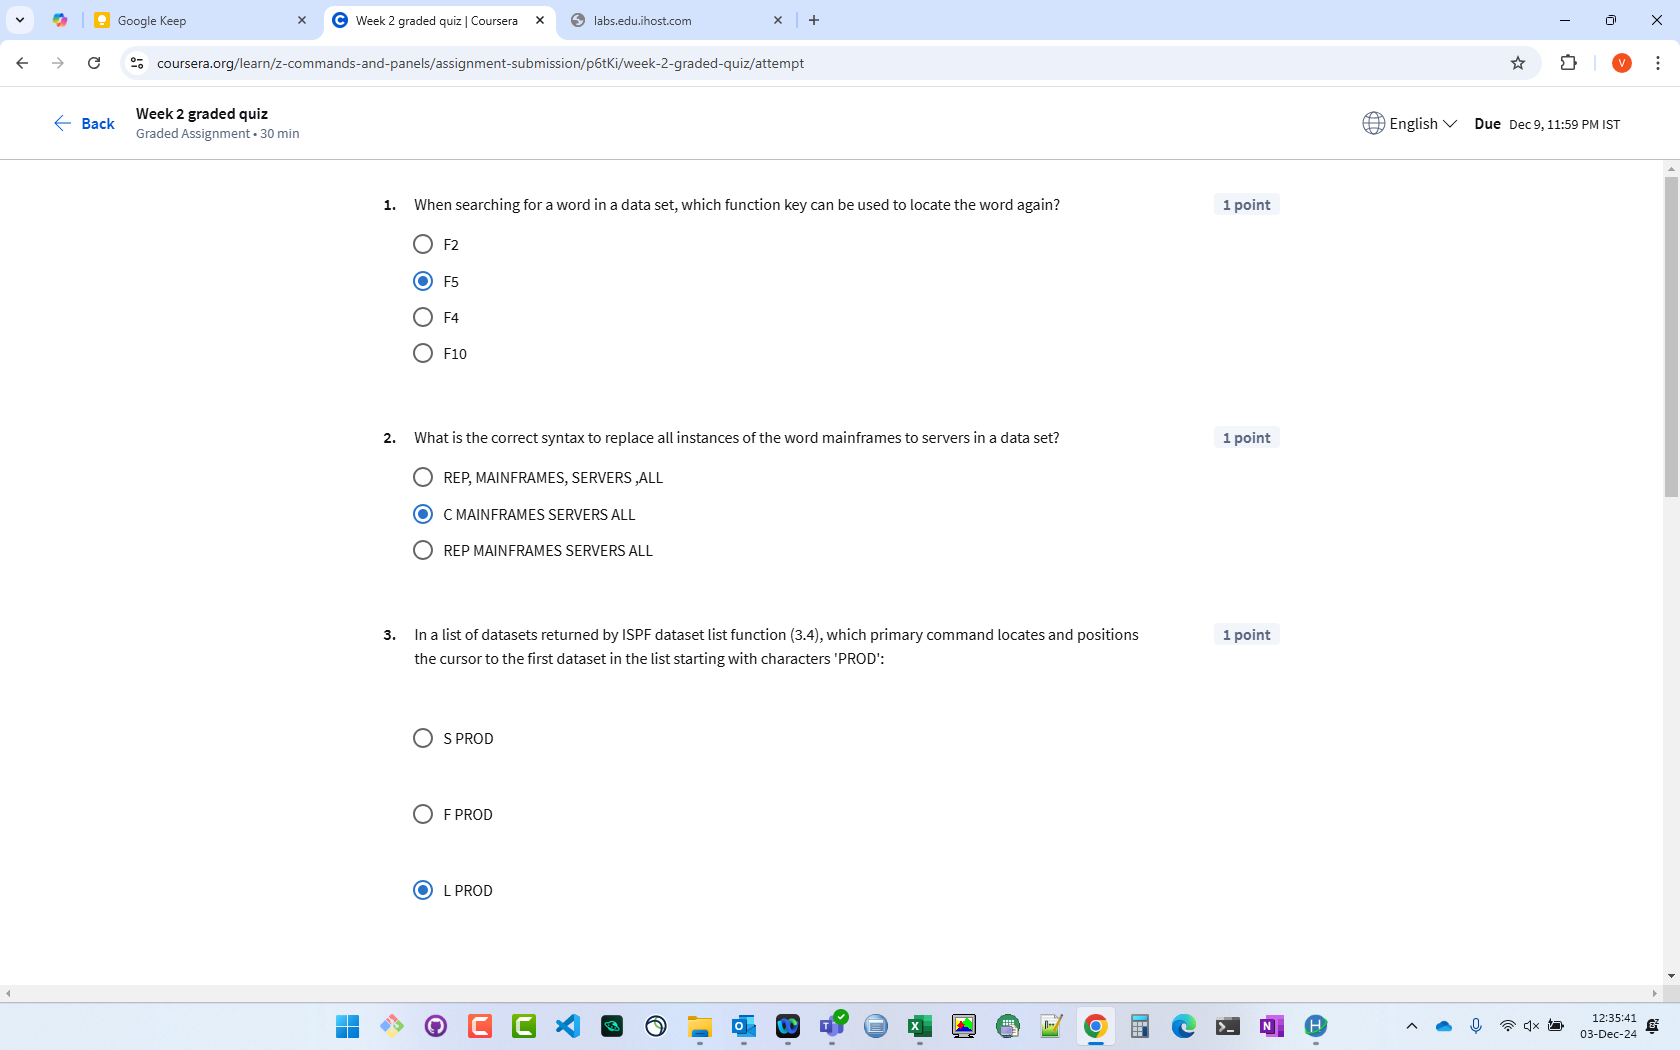 Google Keep
Week 2 graded quiz | Coursera
labs.edu.ihost.com
coursera.org/learn/z-commands-and-panels/assignment-submission/p6tKi/week-2-graded-quiz/attempt
V
Back
Week 2 graded quiz
Graded Assignment • 30 min
English
Due Dec 9, 11:59 PM IST
1. When searching for a word in a data set, which function key can be used to locate the word again?
1 point
F2
F5
F4
F10
2. What is the correct syntax to replace all instances of the word mainframes to servers in a data set?
1 point
REP, MAINFRAMES, SERVERS ,ALL
C MAINFRAMES SERVERS ALL
REP MAINFRAMES SERVERS ALL
3. In a list of datasets returned by ISPF dataset list function (3.4), which primary command locates and positions
the cursor to the first dataset in the list starting with characters 'PROD':
1 point
S PROD
F PROD
L PROD
12:35:41
03-Dec-24